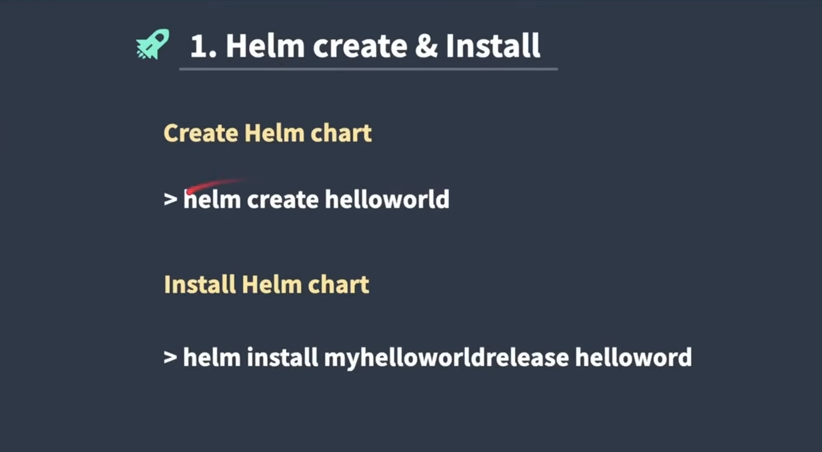 1. Helm create & Install
Create Helm chart
> helm create helloworld
Install Helm chart
> helm install myhelloworldrelease helloword